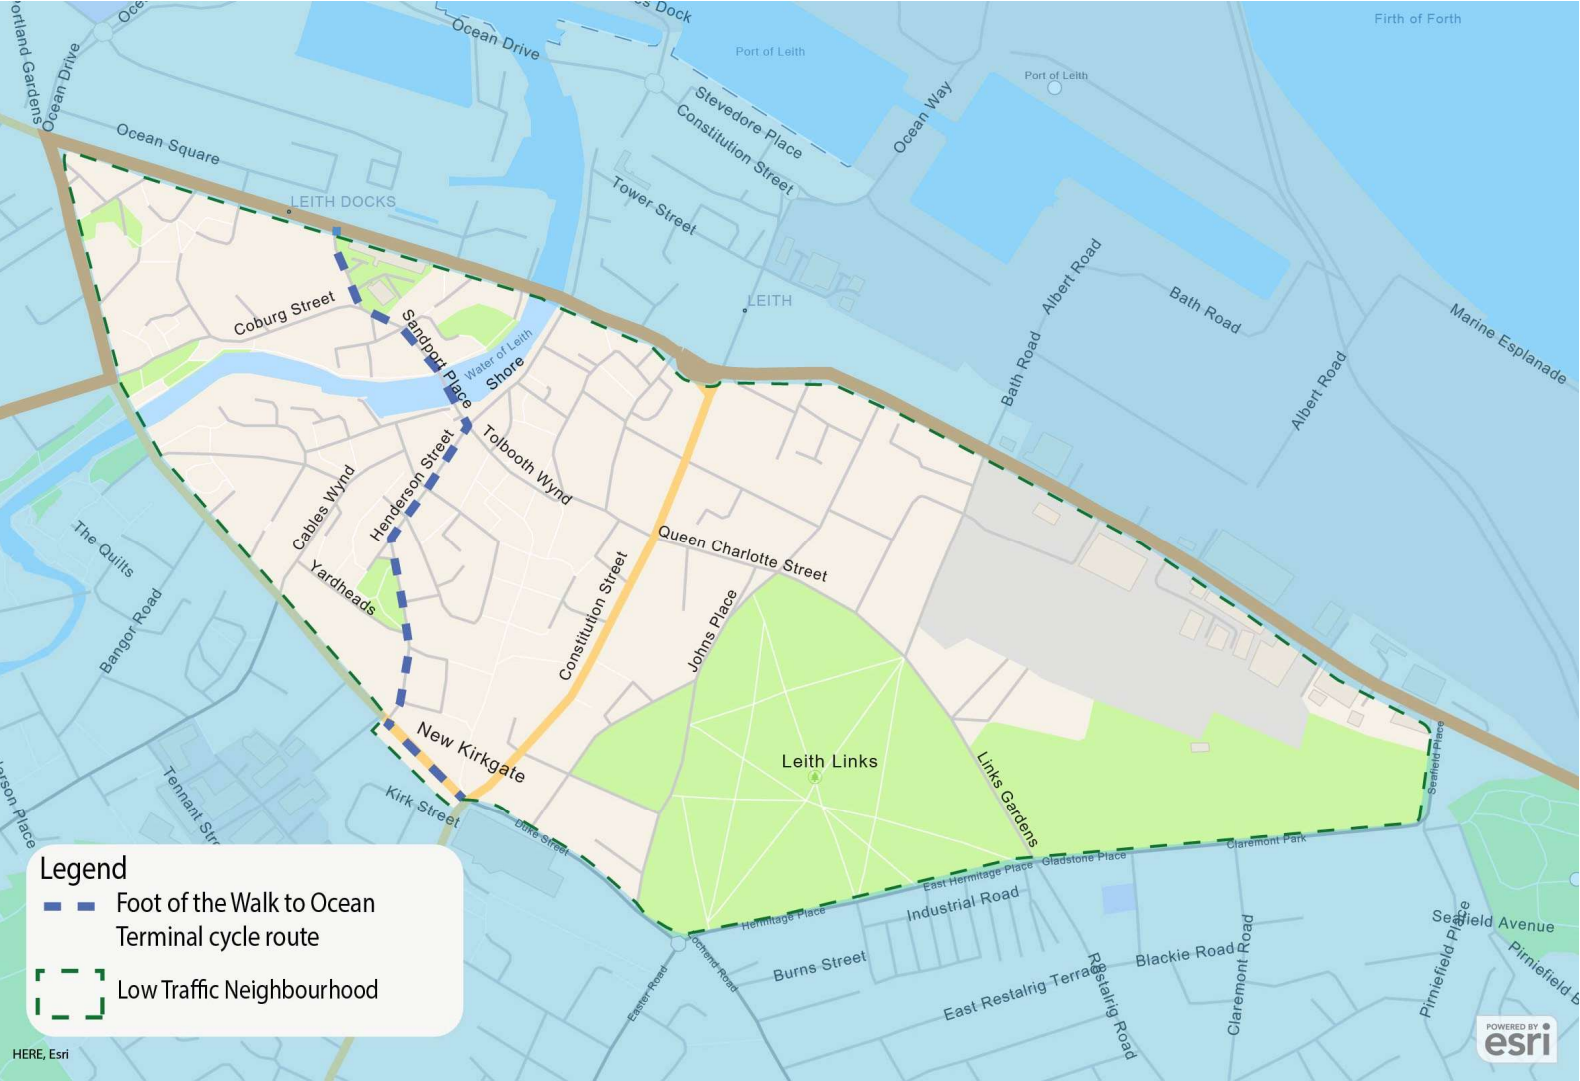 Portland Gardens
Ocean Drive
Ocean Drive
Dock
Firth of Forth
Port of Leith
Port of Leith
Ocean Way
Stevedore Place
Constitution Street
Ocean Square
LEITH DOCKS
Tower Street
LEITH
Albert Road
Bath Road
Bath Road
Marine Esplanade
Albert Road
Coburg Street
Sandport Place
Water of Leith
Shore
Tolbooth Wynd
Henderson Street
Cables Wynd
Yardheads
The Quilts
Bangor Road
Queen Charlotte Street
Constitution Street
Johns Place
New Kirkgate
Leith Links
Links Gardens
Seafield Place
Kirk Street
Duke Street
Tennant
Place
Claremont Park
Gladstone Place
East Hermitage Place
Hermitage Place
Industrial Road
Burns Street
East Restalrig Terrace
Restalrig Road
Blackie Road
Claremont Road
Pirniefield Place
Seafield Avenue
Pirniefield
Easter Road
Road
Legend
Foot of the Walk to Ocean
Terminal cycle route
Low Traffic Neighbourhood
HERE, Esri
POWERED BY
esri